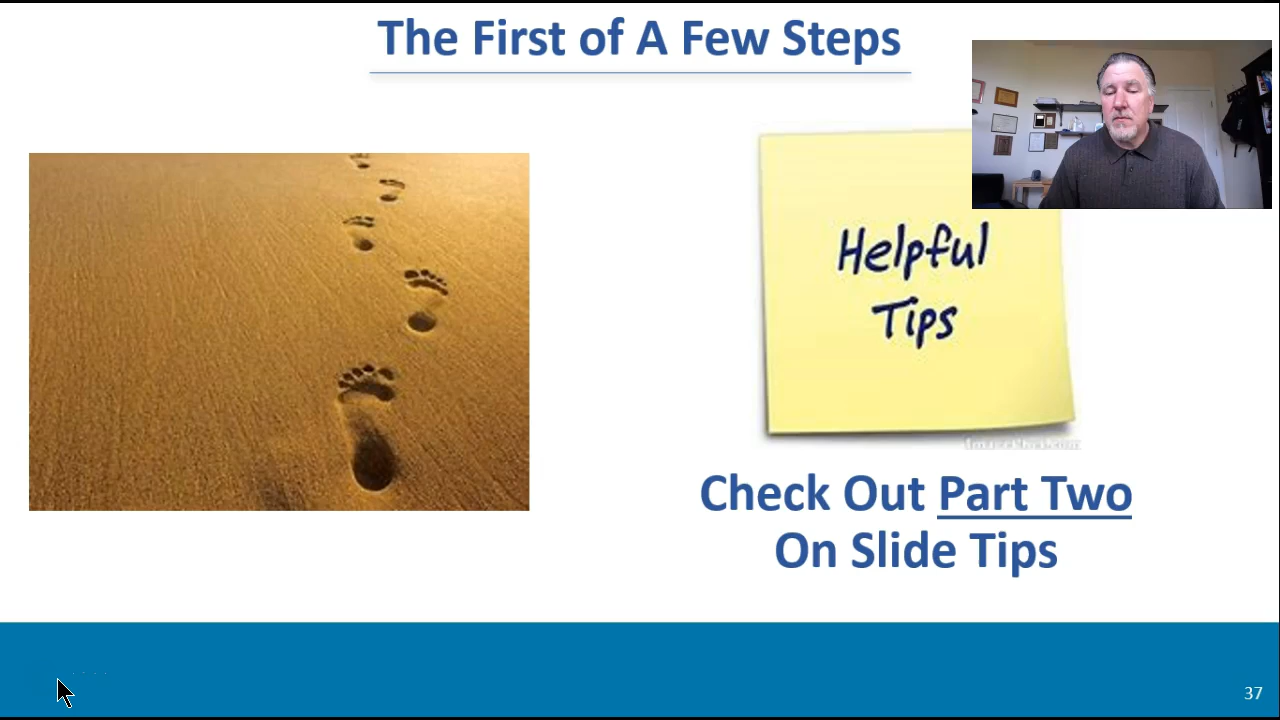 The First of A Few Steps
Helpful
Tips
Check Out Part Two
On Slide Tips
37